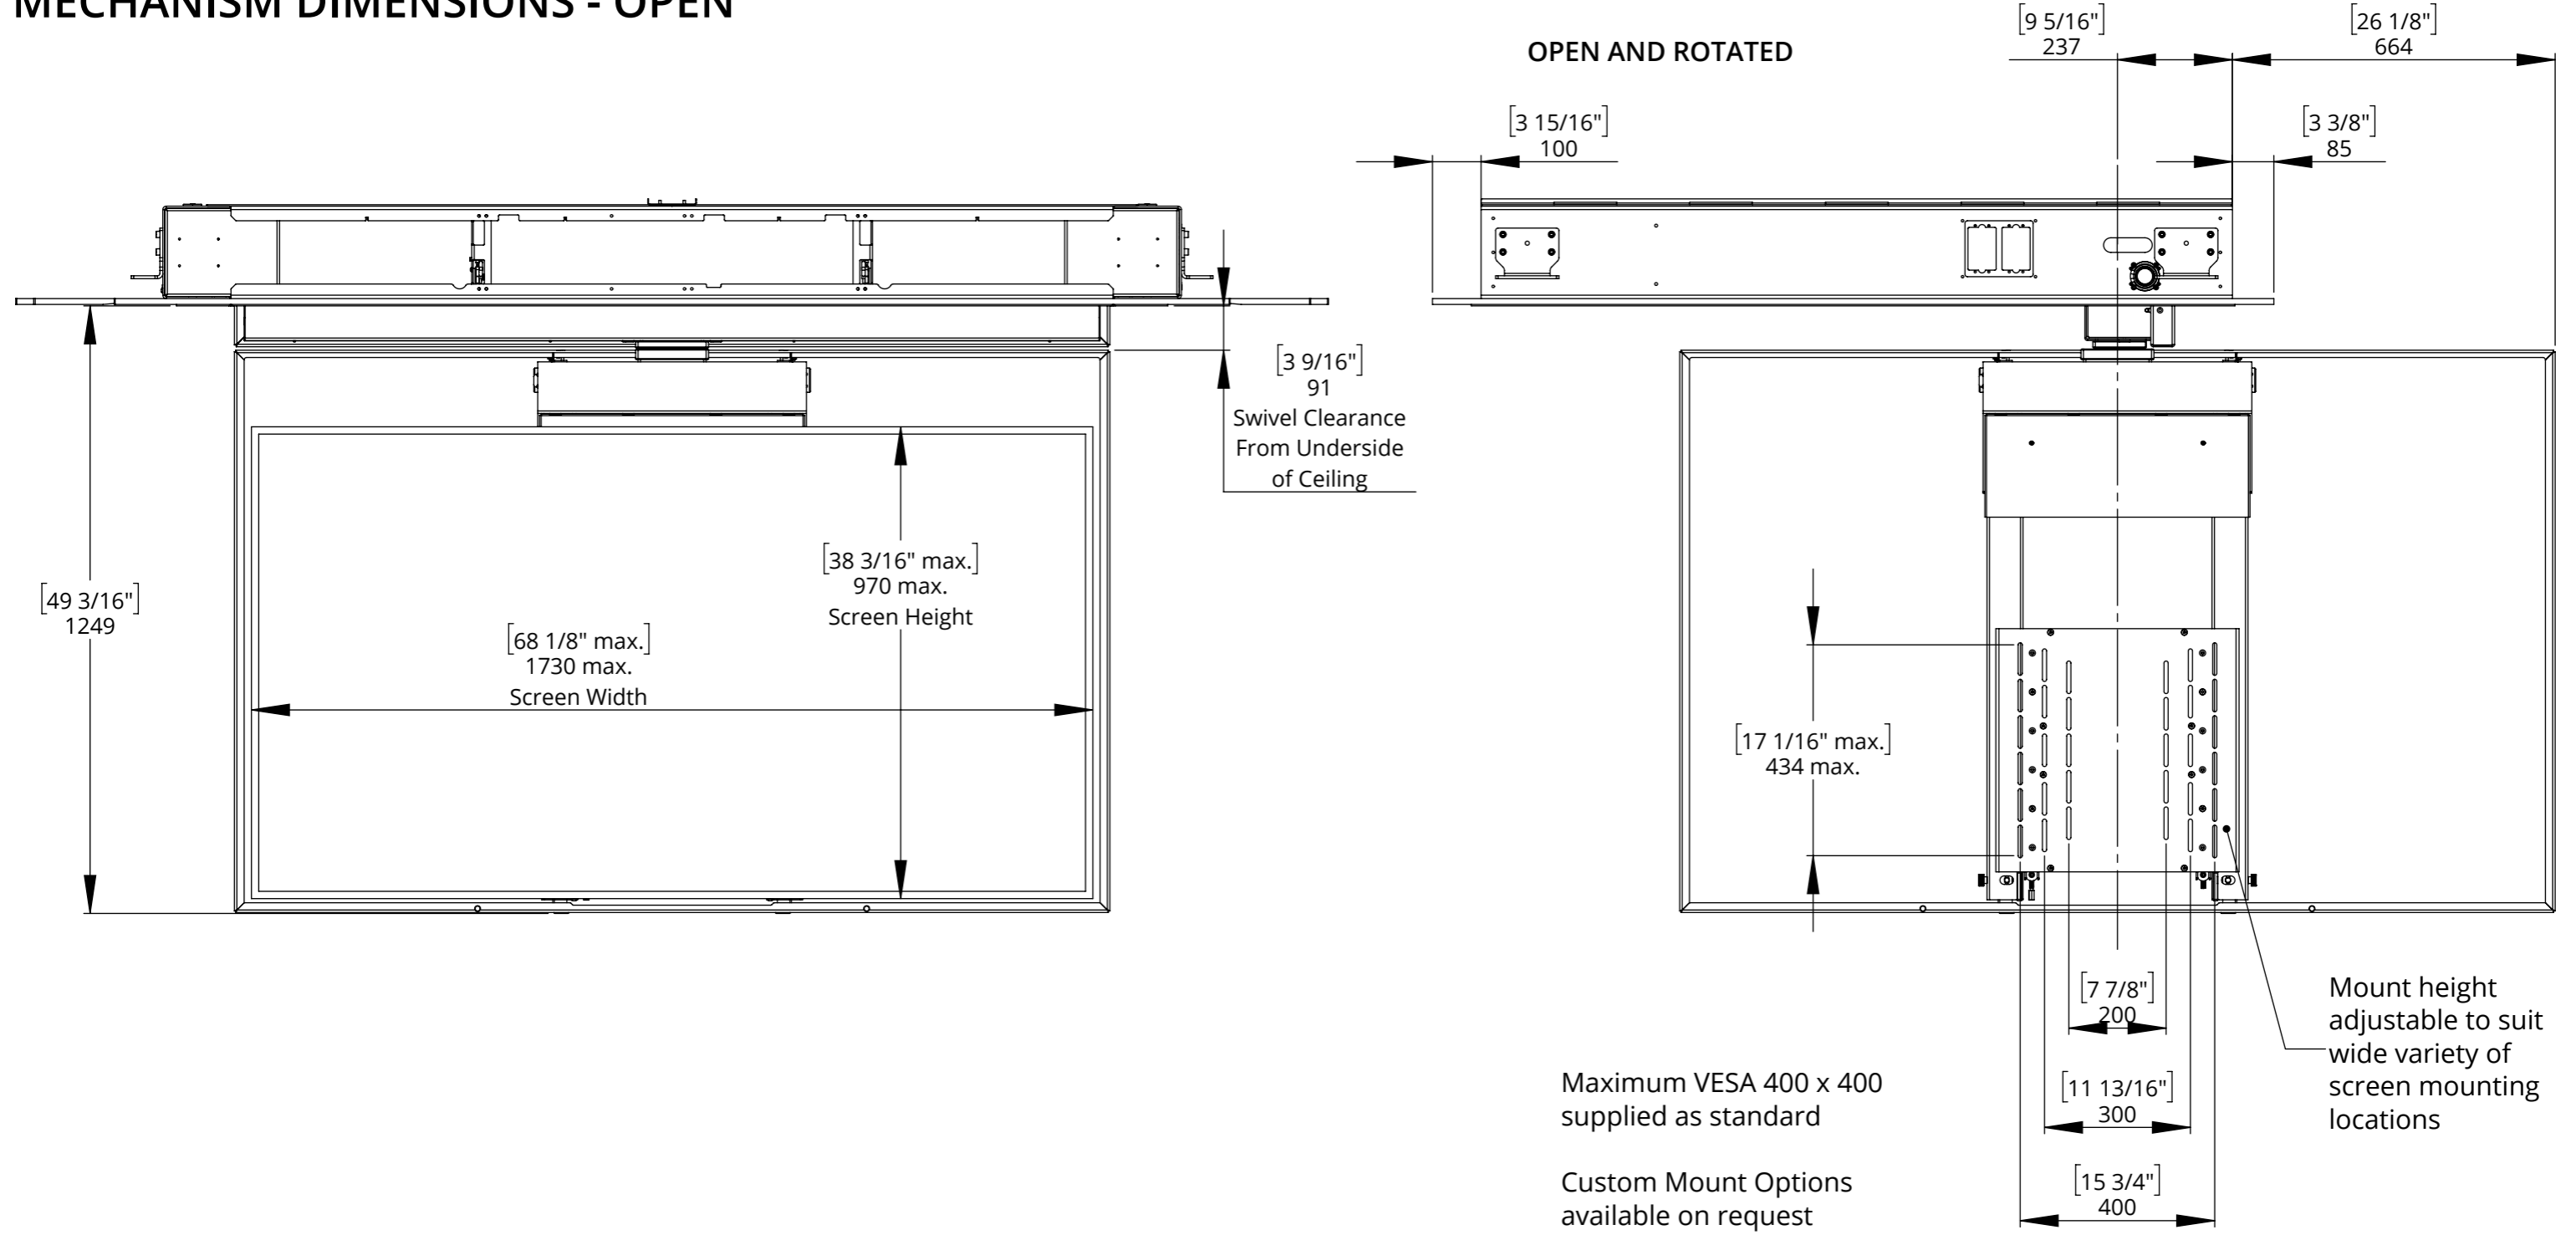 MECHANISM DIMENSIONS - OPEN
OPEN AND ROTATED
[9 5/16"]
237
[26 1/8"]
664
[3 15/16"]
100
[3 3/8"]
85
[3 9/16"]
91
Swivel Clearance
From Underside
of Ceiling
[49 3/16"]
1249
[38 3/16" max.]
970 max.
Screen Height
[68 1/8" max.]
1730 max.
Screen Width
[17 1/16" max.]
434 max.
[7 7/8"]
200
[11 13/16"]
300
[15 3/4"]
400
Mount height
adjustable to suit
wide variety of
screen mounting
locations
Maximum VESA 400 x 400
supplied as standard
Custom Mount Options
available on request